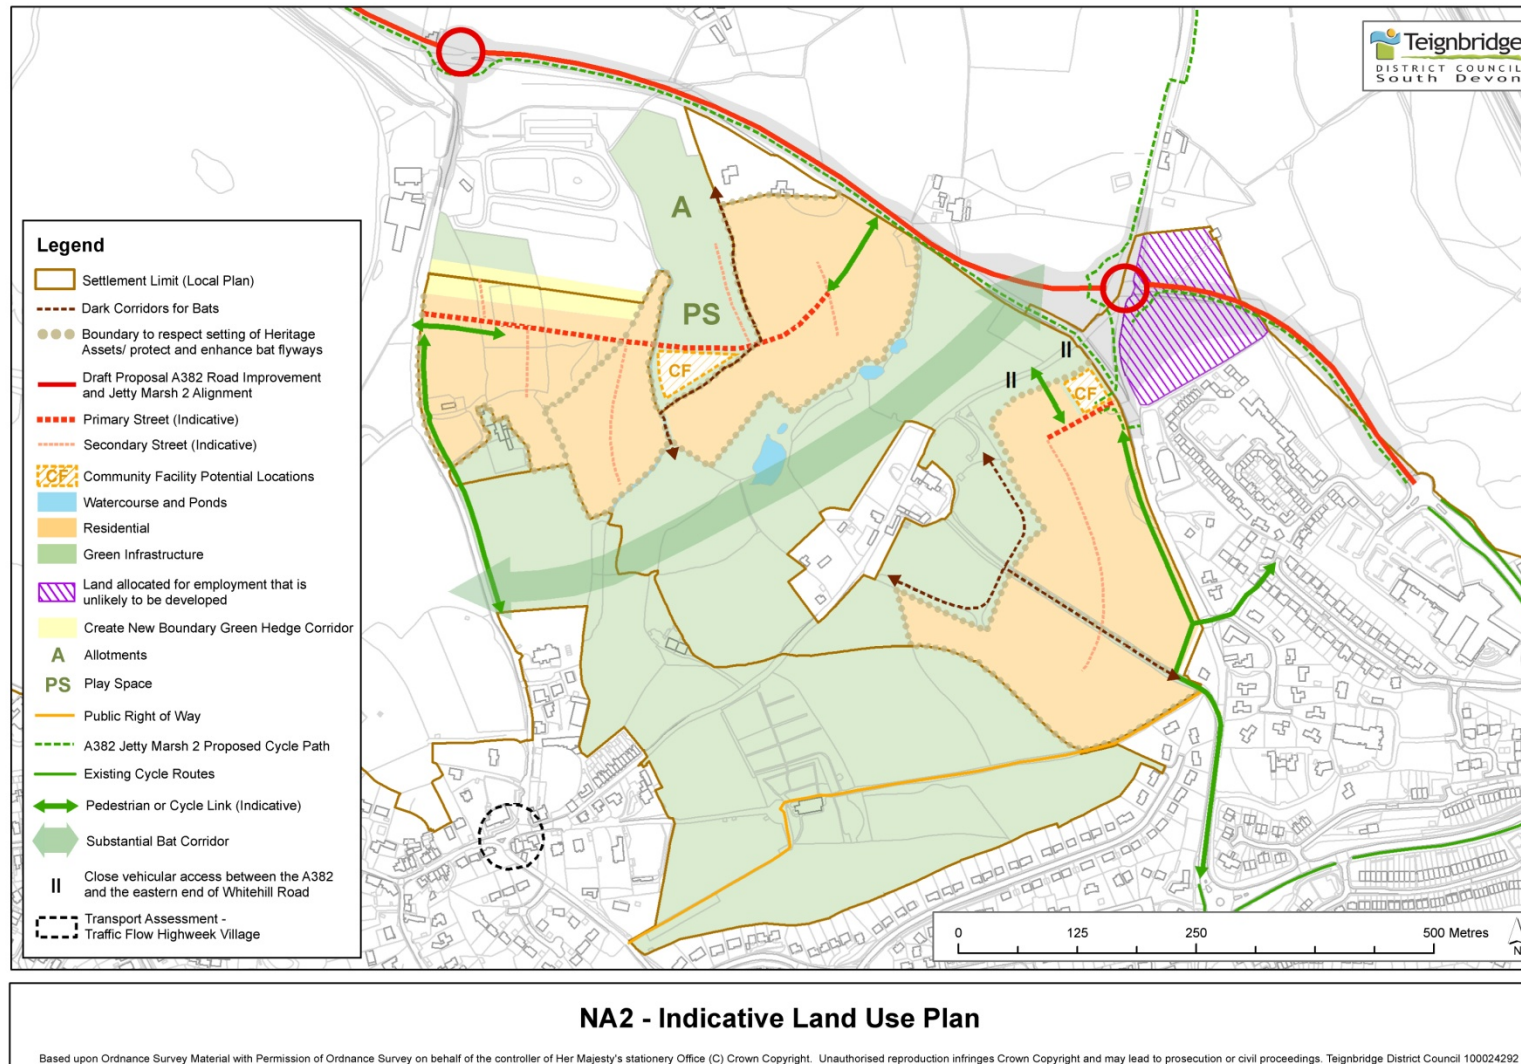 Teignbridge
DISTRICT COUNCIL
South Devon
A
PS
CF
II
II
CF
Legend
Settlement Limit (Local Plan)
Dark Corridors for Bats
Boundary to respect setting of Heritage
Assets/ protect and enhance bat flyways
Draft Proposal A382 Road Improvement
and Jetty Marsh 2 Alignment
Primary Street (Indicative)
Secondary Street (Indicative)
CF Community Facility Potential Locations
Watercourse and Ponds
Residential
Green Infrastructure
Land allocated for employment that is
unlikely to be developed
Create New Boundary Green Hedge Corridor
A Allotments
PS Play Space
Public Right of Way
A382 Jetty Marsh 2 Proposed Cycle Path
Existing Cycle Routes
Pedestrian or Cycle Link (Indicative)
Substantial Bat Corridor
II Close vehicular access between the A382
and the eastern end of Whitehill Road
Transport Assessment -
Traffic Flow Highweek Village
0 125 250 500 Metres
N
NA2 - Indicative Land Use Plan
Based upon Ordnance Survey Material with Permission of Ordnance Survey on behalf of the controller of Her Majesty's stationery Office (C) Crown Copyright. Unauthorised reproduction infringes Crown Copyright and may lead to prosecution or civil proceedings. Teignbridge District Council 100024292